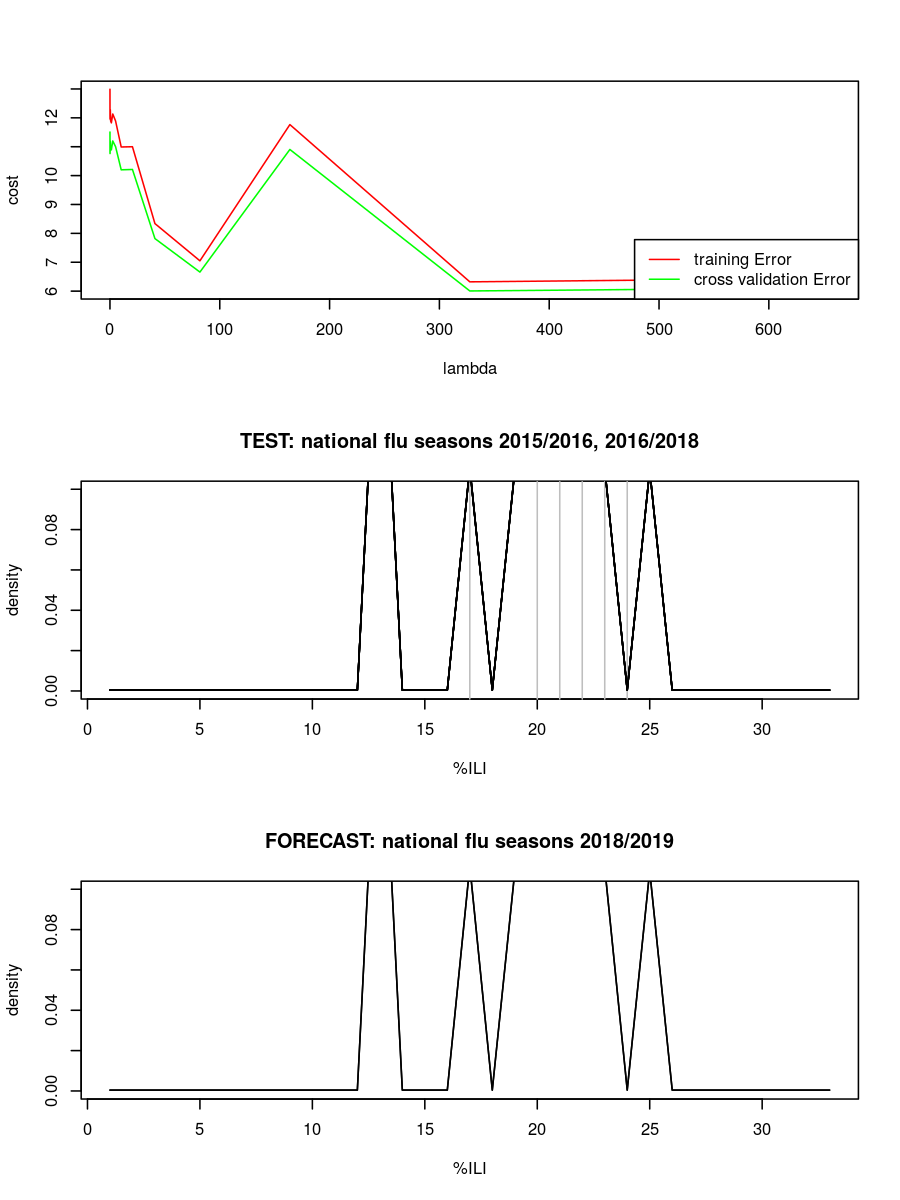 12
10
9
8
7
6
cost
training Error
cross validation Error
0 100 200 300 400 500 600
lambda
TEST: national flu seasons 2015/2016, 2016/2018
0.08
0.04
0.00
density
0 5 10 15 20 25 30
%ILI
FORECAST: national flu seasons 2018/2019
0.08
0.04
0.00
density
0 5 10 15 20 25 30
%ILI